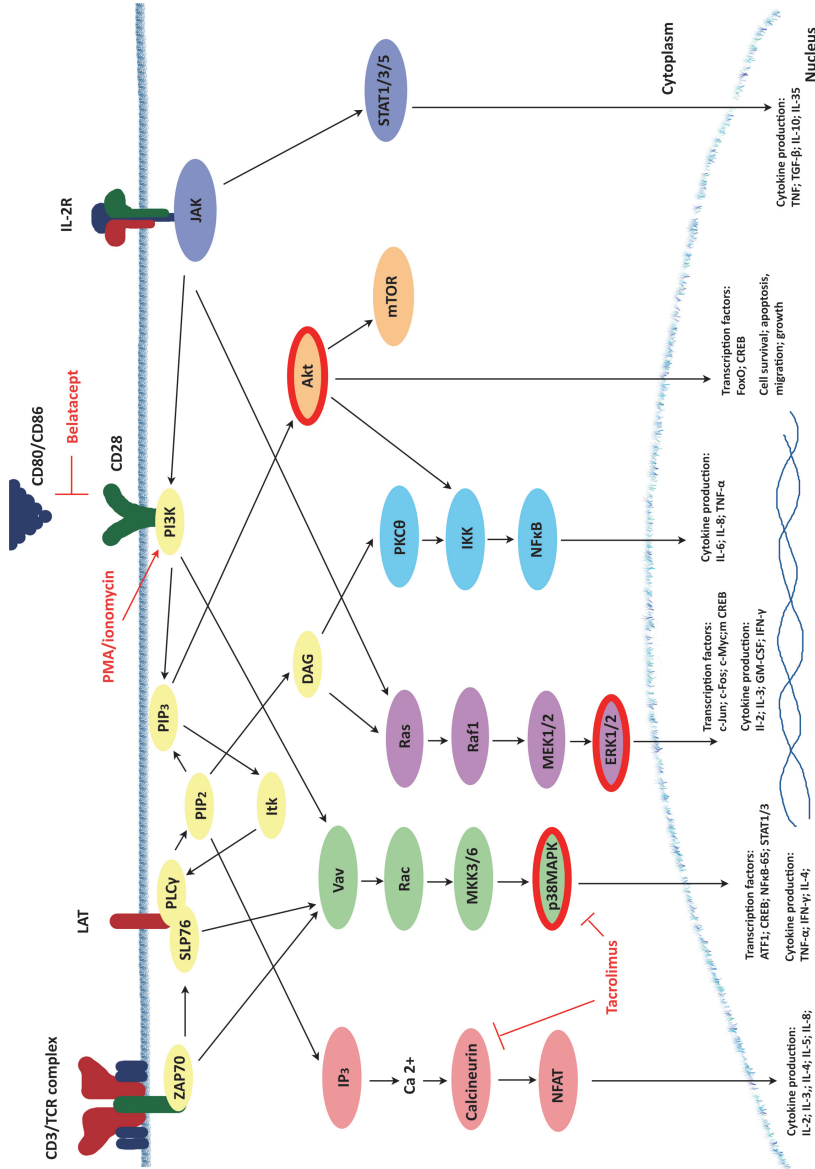 CD3/TCR complex
LAT
CD80/CD86
Belatacept
CD28
IL-2R
PMA/ionomycin
ZAP70
SLP76
PLCγ
PIP2
PIP3
Itk
PI3K
JAK
DAG
Akt
mTOR
STAT1/3/5
IP3
Ca 2+
Calcineurin
NFAT
Tacrolimus
Vav
Rac
MKK3/6
p38MAPK
Ras
Raf1
MEK1/2
ERK1/2
PKCθ
IKK
NFκB
Cytoplasm
Nucleus
Cytokine production:
IL-2; IL-3,; IL-4; IL-5; IL-8;
Transcription factors:
ATF1; CREB; NFκB-65; STAT1/3
Cytokine production:
TNF-α; IFN-γ; IL-4;
Transcription factors:
c-Jun; c-Fos; c-Myc;m CREB
Cytokine production:
Il-2; IL-3; GM-CSF; IFN-γ
Cytokine production:
IL-6; IL-8; TNF-α
Transcription factors:
FoxO; CREB
Cell survival; apoptosis,
migration; growth
Cytokine production:
TNF; TGF-β; IL-10; IL-35